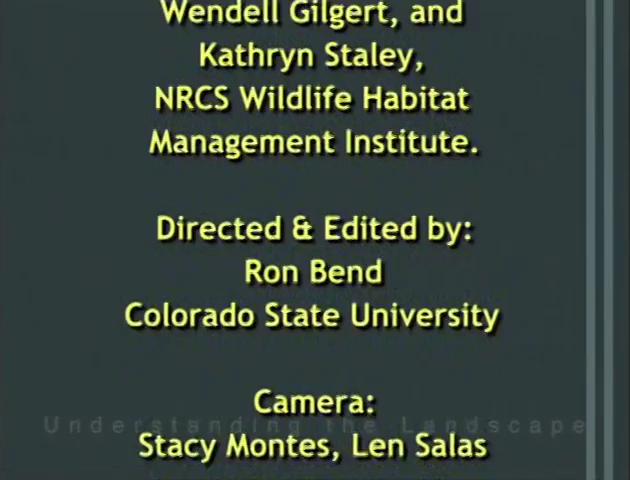 Wendell Gilgert, and
Kathryn Staley,
NRCS Wildlife Habitat
Management Institute.
Directed & Edited by:
Ron Bend
Colorado State University
Camera:
Understanding the Landscape
Stacy Montes, Len Salas